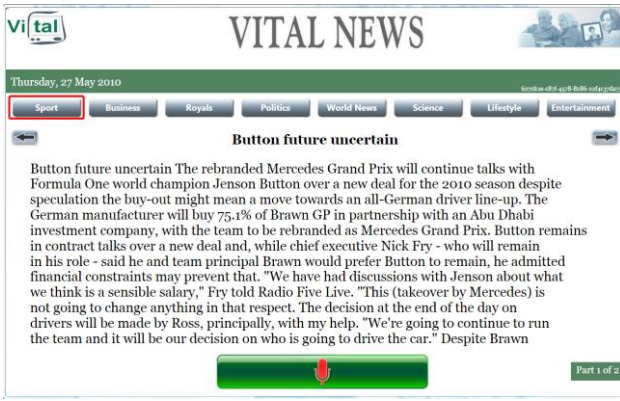 Vital
VITAL NEWS
Thursday, 27 May 2010
Sport Business Royals Politics World News Science Lifestyle Entertainment
Button future uncertain
Button future uncertain The rebranded Mercedes Grand Prix will continue talks with
Formula One world champion Jenson Button over a new deal for the 2010 season despite
speculation the buy-out might mean a move towards an all-German driver line-up. The
German manufacturer will buy 75.1% of Brawn GP in partnership with an Abu Dhabi
investment company, with the team to be rebranded as Mercedes Grand Prix. Button remains
in contract talks over a new deal and, while chief executive Nick Fry - who will remain
in his role - said he and team principal Brawn would prefer Button to remain, he admitted
financial constraints may prevent that. "We have had discussions with Jenson about what
we think is a sensible salary," Fry told Radio Five Live. "This (takeover by Mercedes) is
not going to change anything in that respect. The decision at the end of the day on
drivers will be made by Ross, principally, with my help. "We're going to continue to run
the team and it will be our decision on who is going to drive the car." Despite Brawn
Part 1 of 2